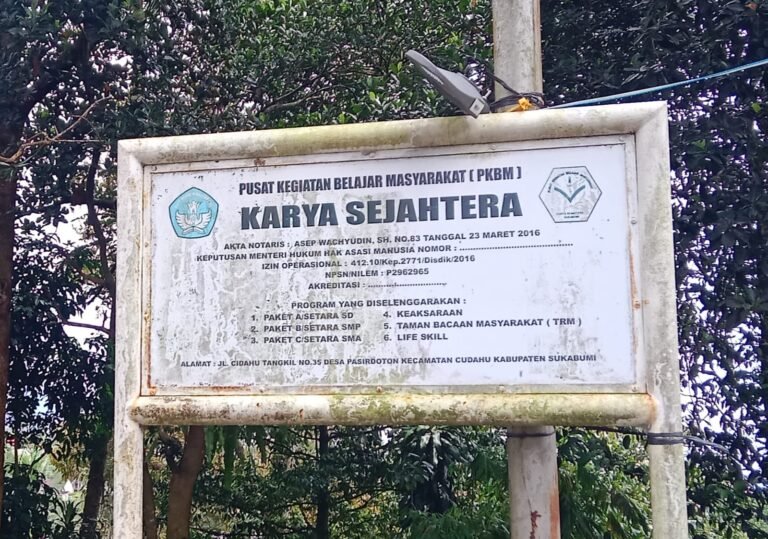 PUSAT KEGIATAN BELAJAR MASYARAKAT ( PKBM )
KARYA SEJAHTERA
AKTA NOTARIS : ASEP WACHYUDIN, SH. NO.83 TANGGAL 23 MARET 2016
KEPUTUSAN MENTERI HUKUM HAK ASASI MANUSIA NOMOR : ..............................
IZIN OPERASIONAL : 412.10/Kep.2771/Disdik/2016
NPSN/NILEM : P2962965
AKREDITASI : ....................
PROGRAM YANG DISELENGGARAKAN :
1. PAKET A/SETARA SD
2. PAKET B/SETARA SMP
3. PAKET C/SETARA SMA
4. KEAKSARAAN
5. TAMAN BACAAN MASYARAKAT ( TRM )
6. LIFE SKILL
ALAMAT : JL. CIDAHU TANGKIL NO.35 DESA PASIRDOTON KECAMATAN CUDAHU KABUPATEN SUKABUMI